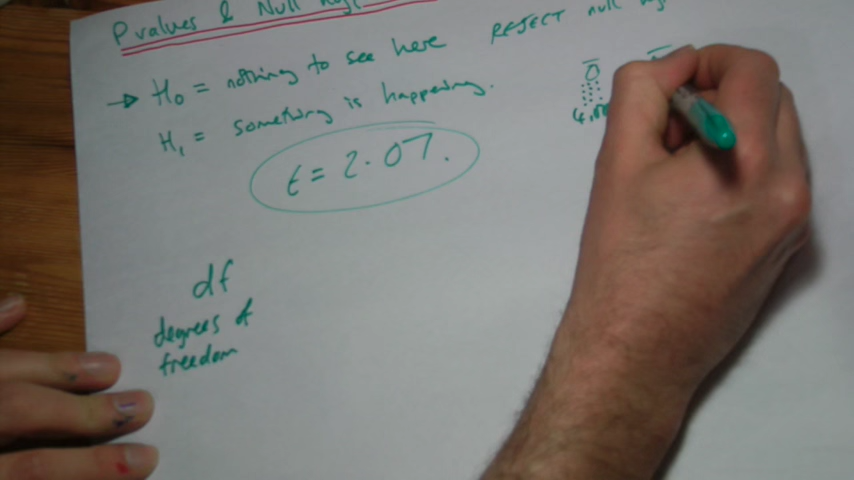 P values & Null
H₀ = nothing to see here REJECT null
H₁ = something is happening.
t = 2.07.
df
degrees of
freedom